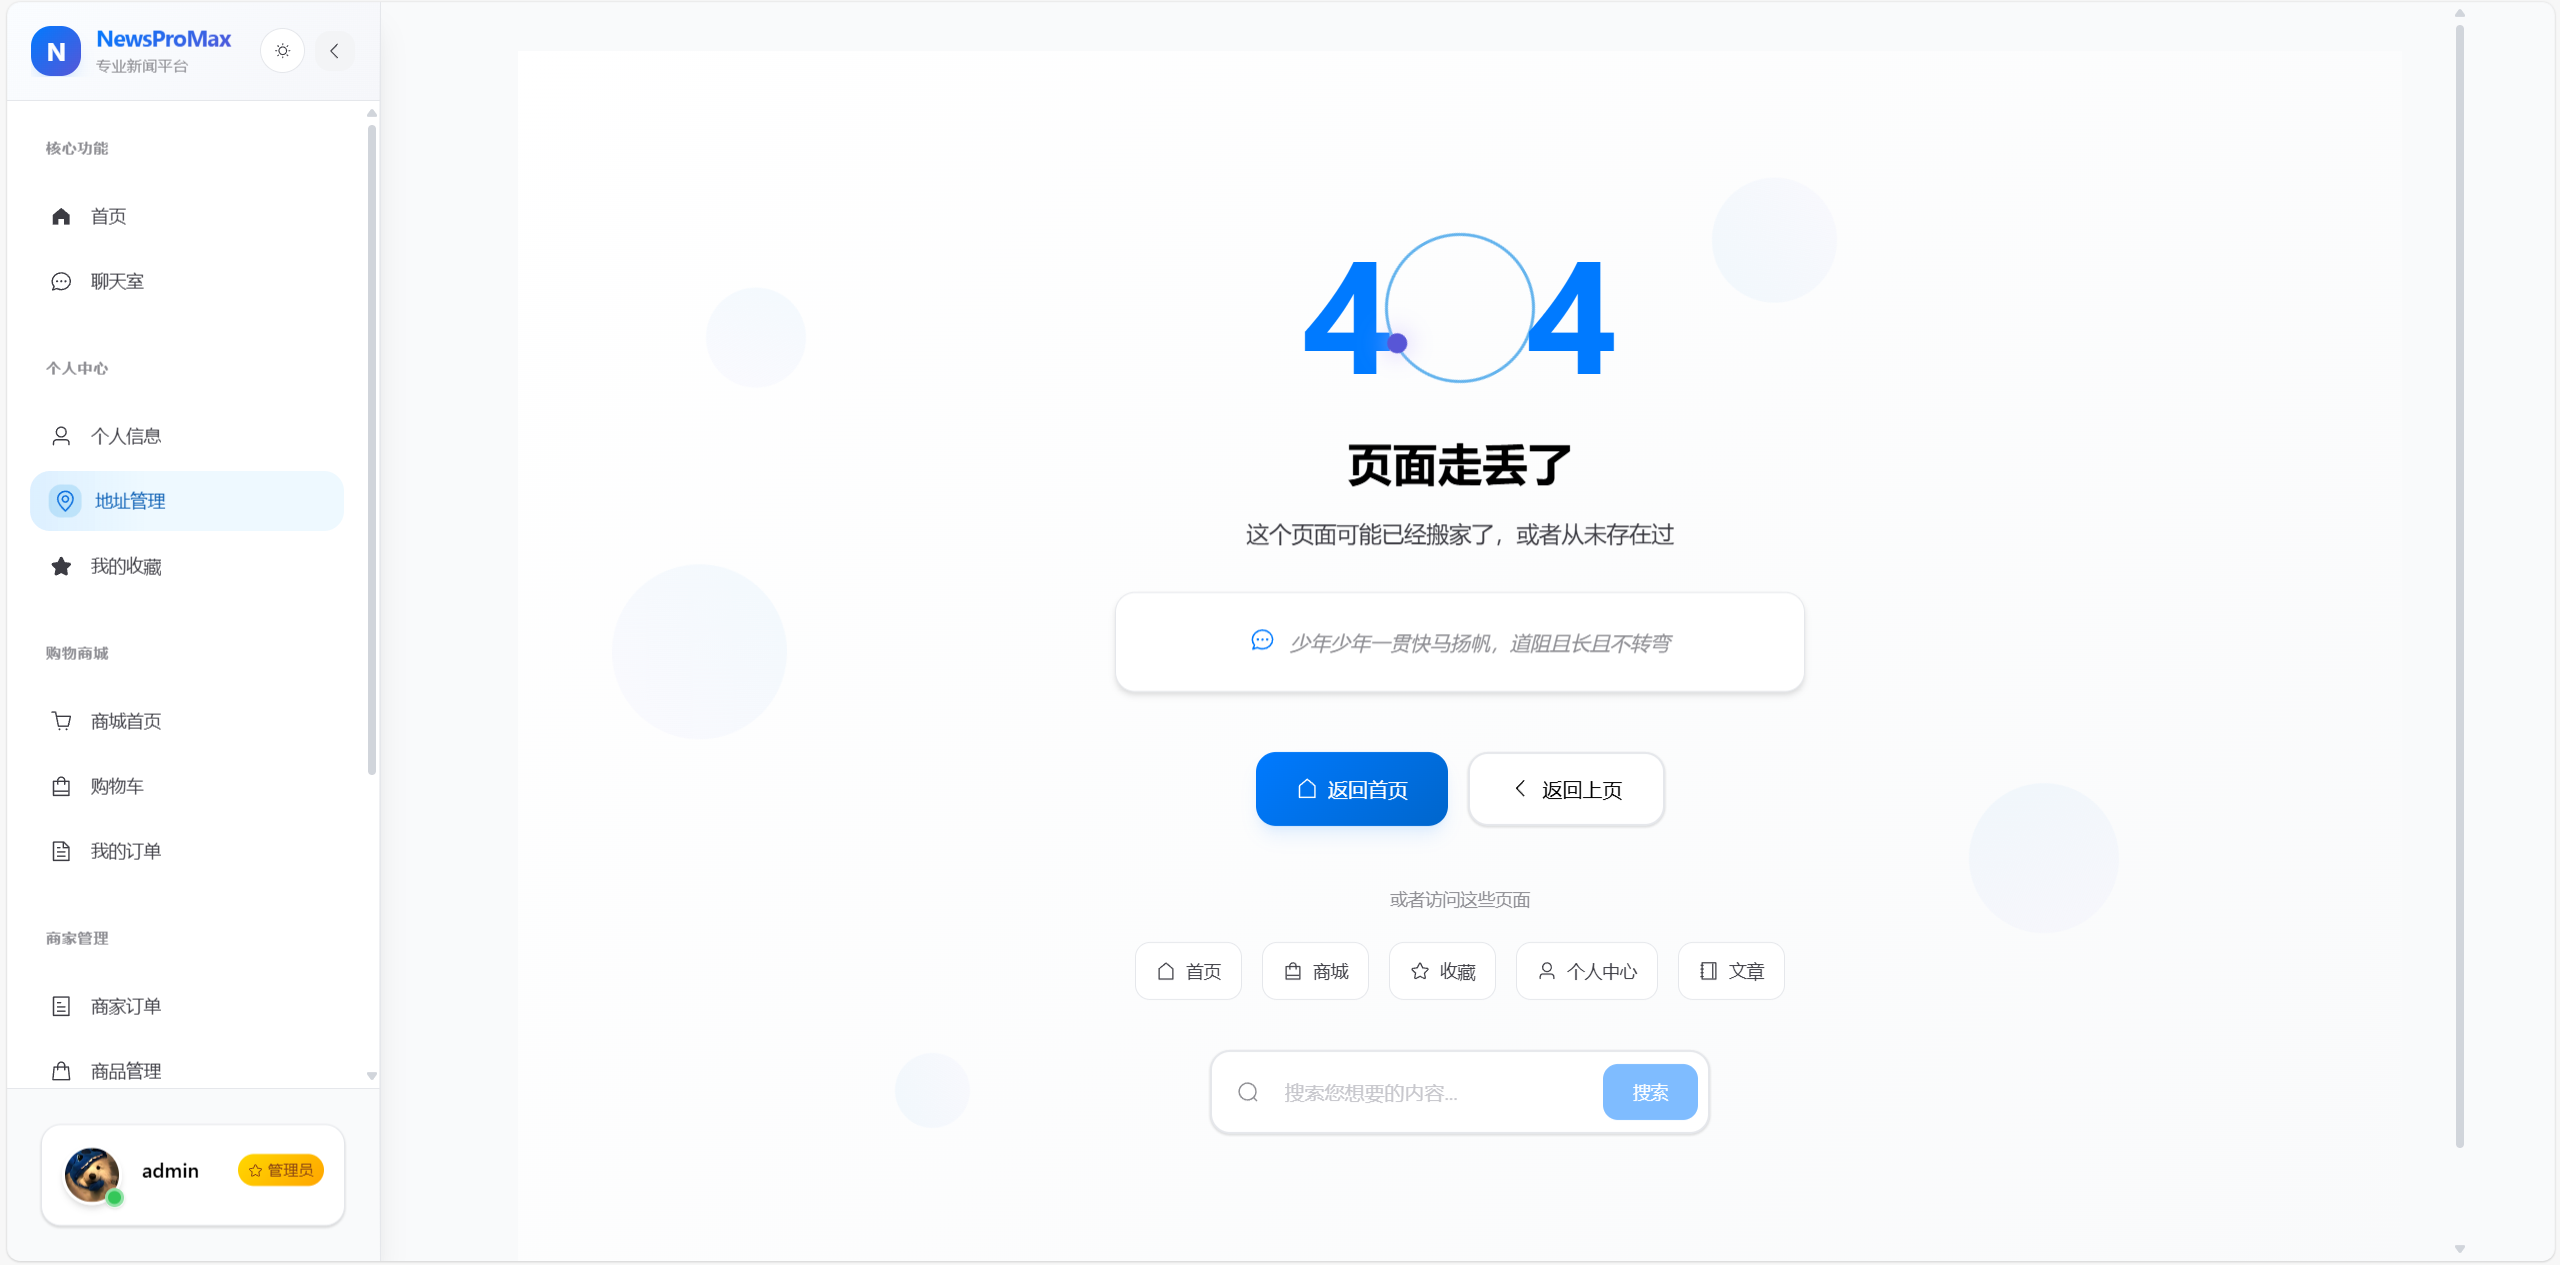 N
NewsProMax
专业新闻平台
核心功能
首页
聊天室
个人中心
个人信息
地址管理
我的收藏
购物商城
商城首页
购物车
我的订单
商家管理
商家订单
商品管理
admin
管理员
4 4
页面走丢了
这个页面可能已经搬家了，或者从未存在过
少年少年一贯快马扬帆，道阻且长且不转弯
返回首页
返回上页
或者访问这些页面
首页
商城
收藏
个人中心
文章
搜索您想要的内容...
搜索